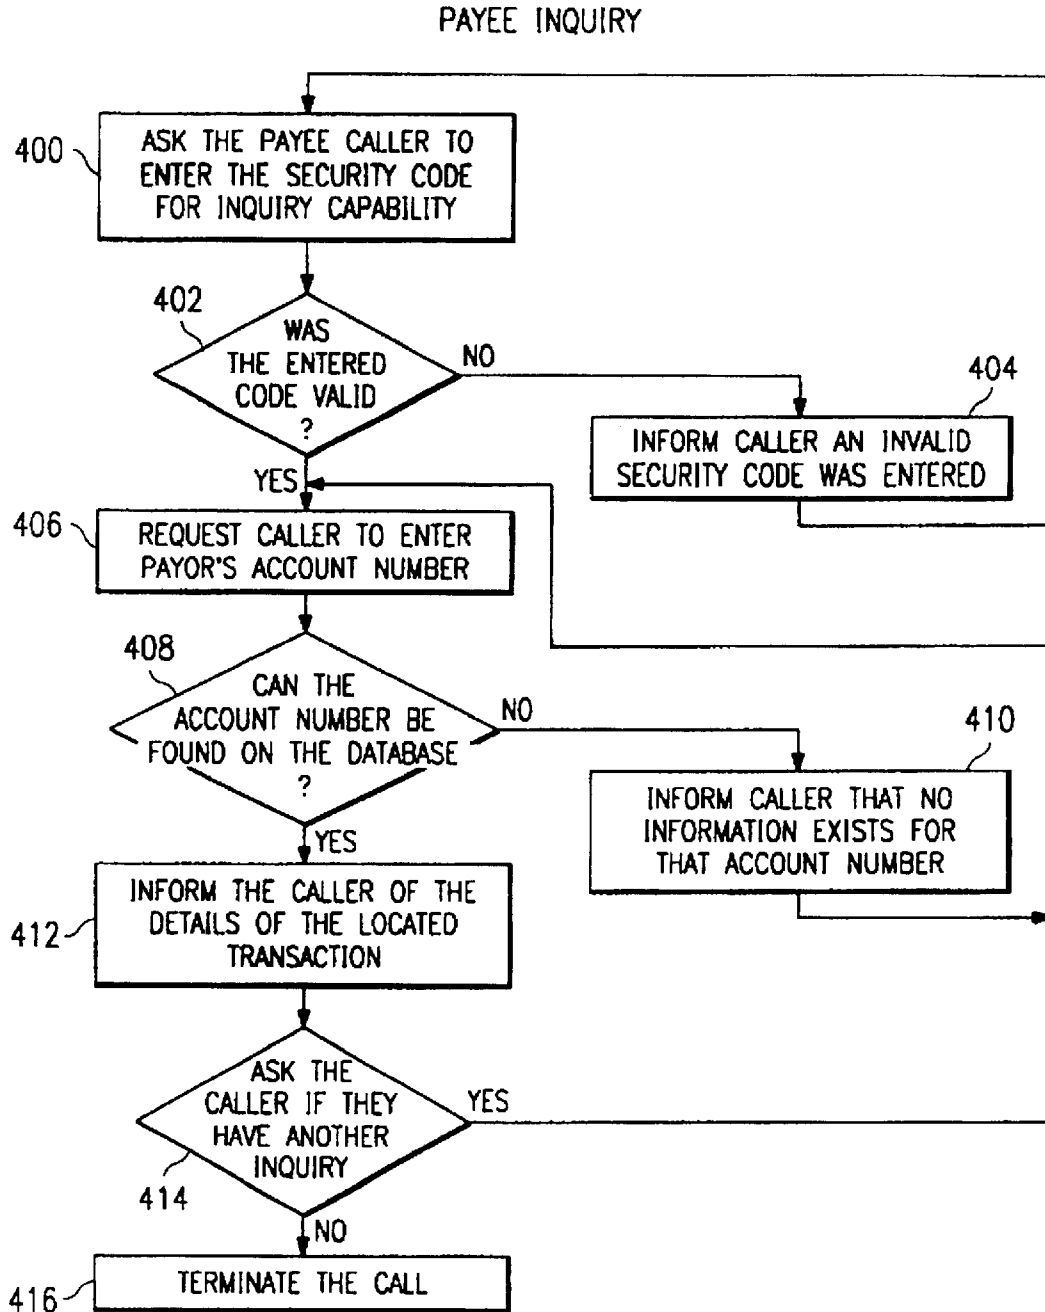 PAYEE INQUIRY
400
ASK THE PAYEE CALLER TO
ENTER THE SECURITY CODE
FOR INQUIRY CAPABILITY
402
WAS
THE ENTERED
CODE VALID
?
NO
YES
404
INFORM CALLER AN INVALID
SECURITY CODE WAS ENTERED
406
REQUEST CALLER TO ENTER
PAYOR'S ACCOUNT NUMBER
408
CAN THE
ACCOUNT NUMBER BE
FOUND ON THE DATABASE
?
NO
YES
410
INFORM CALLER THAT NO
INFORMATION EXISTS FOR
THAT ACCOUNT NUMBER
412
INFORM THE CALLER OF THE
DETAILS OF THE LOCATED
TRANSACTION
ASK THE
CALLER IF THEY
HAVE ANOTHER
INQUIRY
YES
414
NO
416
TERMINATE THE CALL